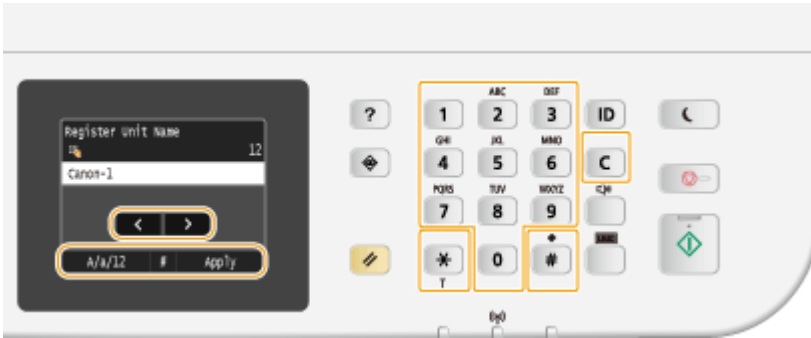 Register Unit Name
12
Canon-1
< >
A/a/12 # Apply
?
ABC DEF
1 2 3 ID
GHI JKL MNO
4 5 6 C
PQRS TUV WXYZ
7 8 9
* 0 #
T